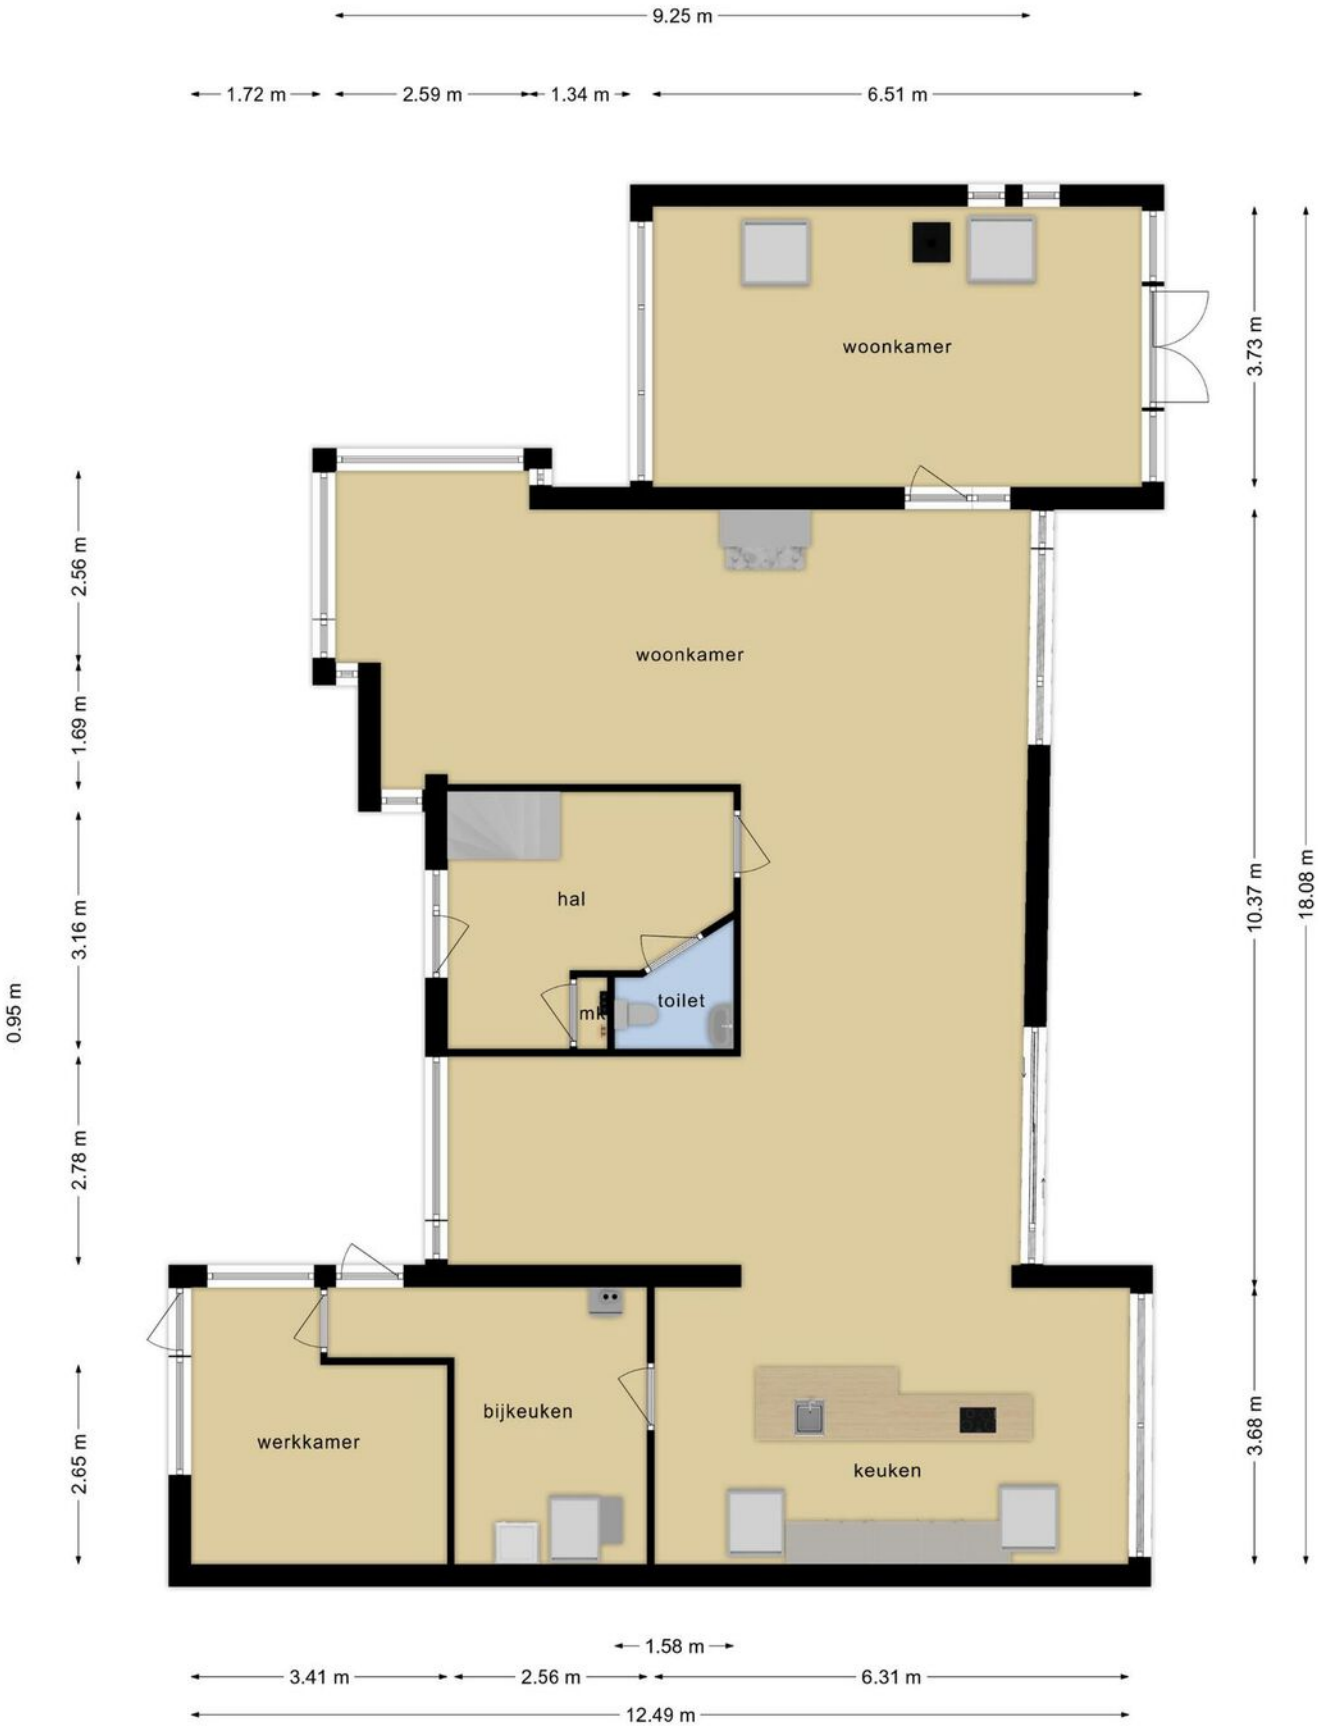 9.25 m
1.72 m
2.59 m
1.34 m
6.51 m
woonkamer
3.73 m
2.56 m
woonkamer
1.69 m
hal
3.16 m
10.37 m
18.08 m
0.95 m
toilet
mk
2.78 m
bijkeuken
werkkamer
keuken
2.65 m
3.68 m
1.58 m
3.41 m
2.56 m
6.31 m
12.49 m